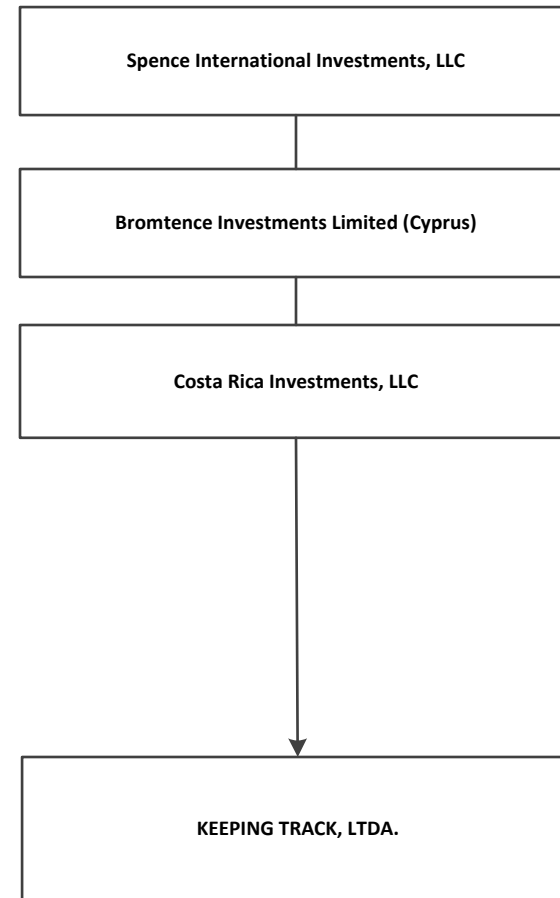 Spence International Investments, LLC
Bromtence Investments Limited (Cyprus)
Costa Rica Investments, LLC
KEEPING TRACK, LTDA.